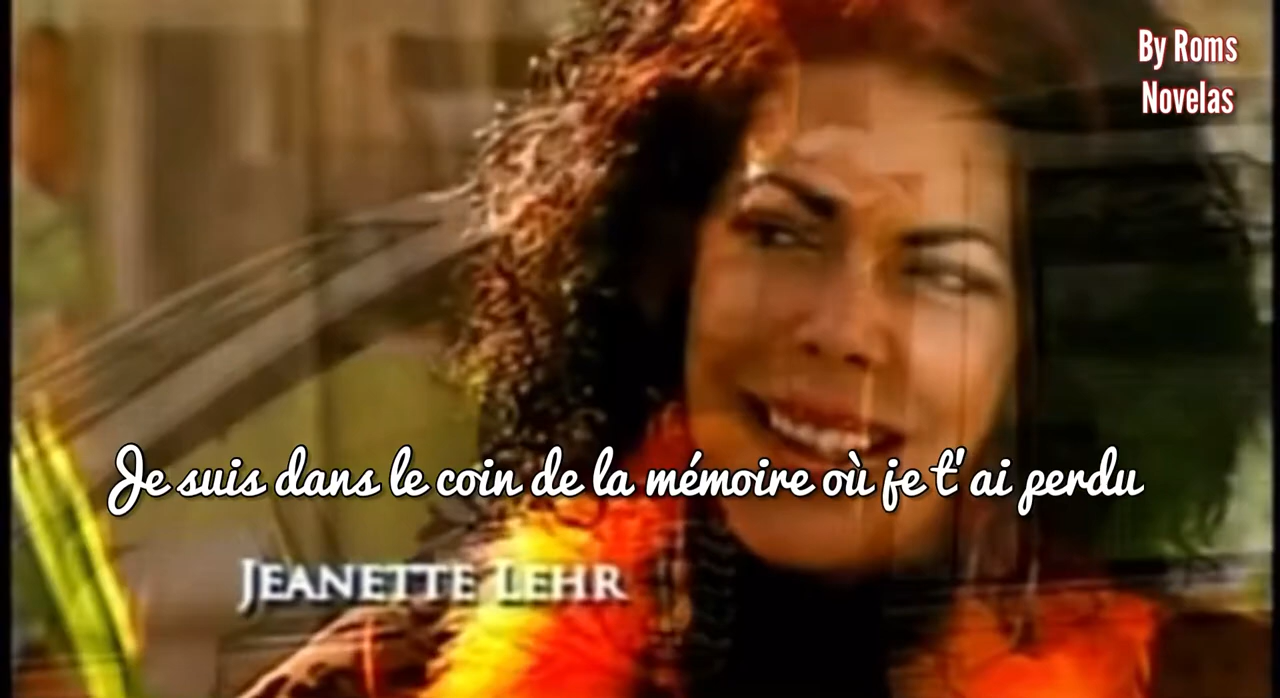 By Roms
Novelas
Je suis dans le coin de la mémoire où je t'ai perdu
JEANETTE LEHR